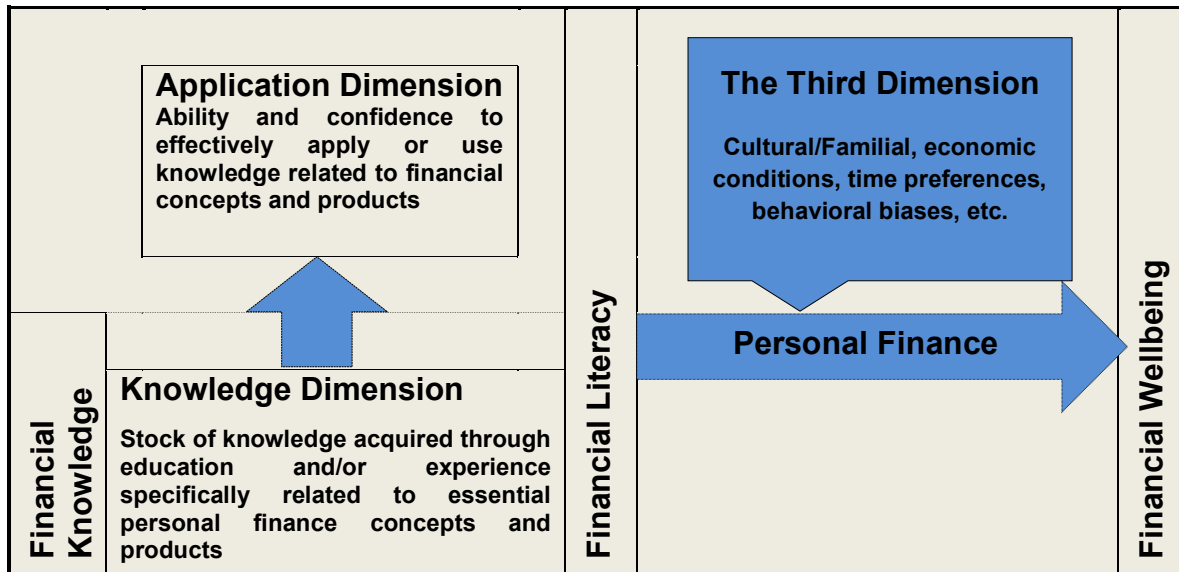 Application Dimension
Ability and confidence to
effectively apply or use
knowledge related to financial
concepts and products
Financial
Knowledge
Knowledge Dimension
Stock of knowledge acquired through
education and/or experience
specifically related to essential
personal finance concepts and
products
Financial Literacy
The Third Dimension
Cultural/Familial, economic
conditions, time preferences,
behavioral biases, etc.
Personal Finance
Financial Wellbeing